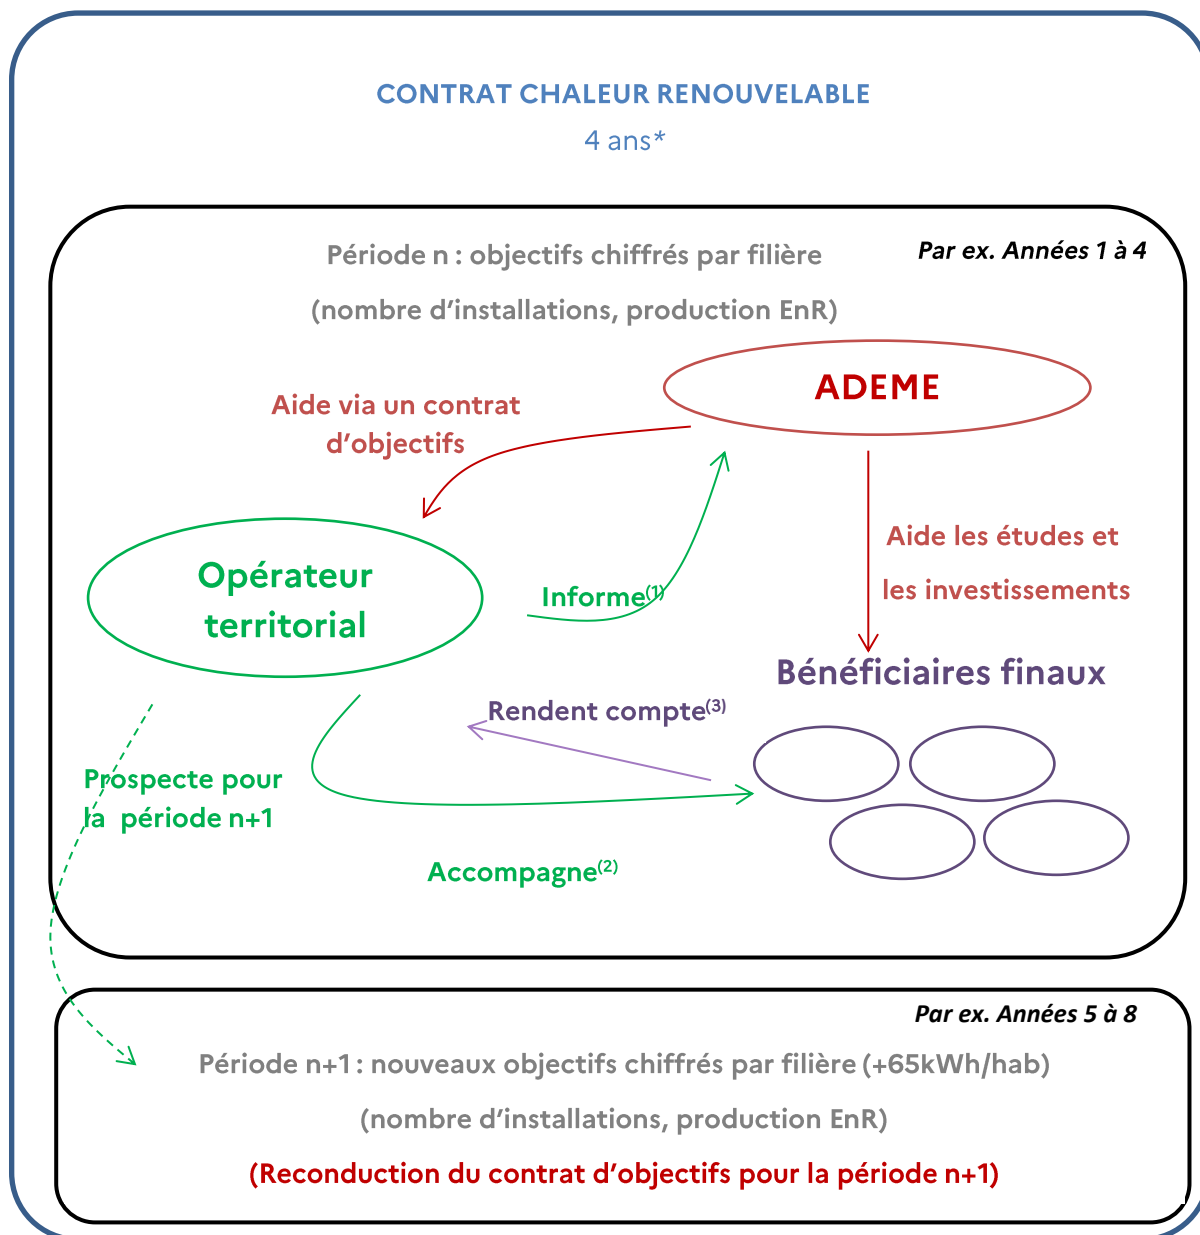 CONTRAT CHALEUR RENOUVELABLE
4 ans*
Période n : objectifs chiffrés par filière
Par ex. Années 1 à 4
(nombre d’installations, production EnR)
ADEME
Aide via un contrat
d’objectifs
Opérateur
territorial
Informe(1)
Aide les études et
les investissements
Bénéficiaires finaux
Rendent compte(3)
Prospecte pour
la période n+1
Accompagne(2)
Par ex. Années 5 à 8
Période n+1 : nouveaux objectifs chiffrés par filière (+65kWh/hab)
(nombre d’installations, production EnR)
(Reconduction du contrat d’objectifs pour la période n+1)